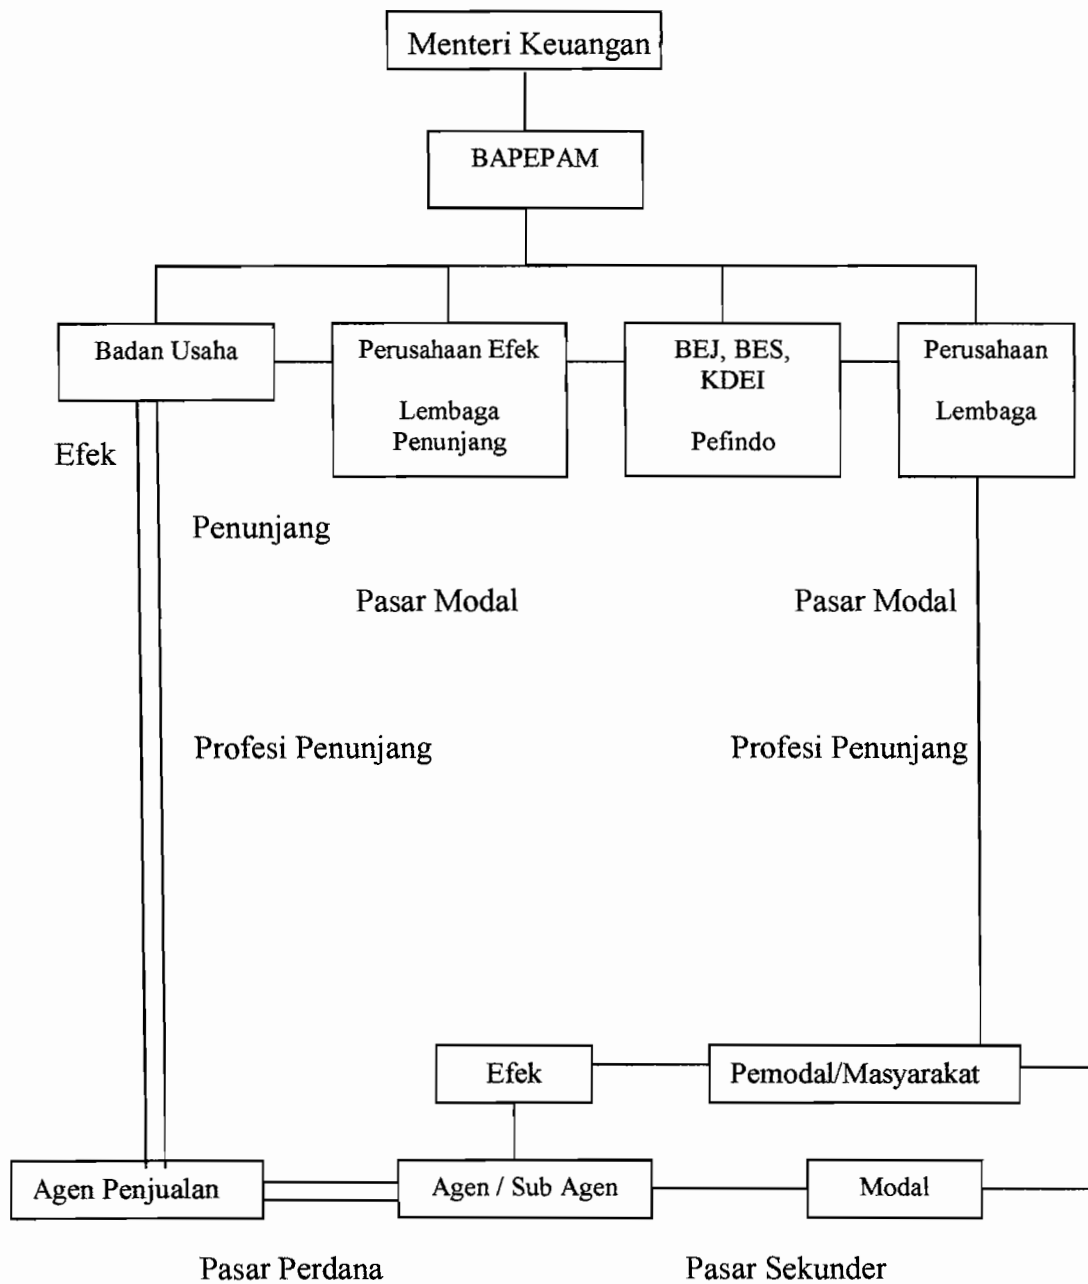 Menteri Keuangan
BAPEPAM
Badan Usaha
Perusahaan Efek
Lembaga
Penunjang
BEJ, BES,
KDEI
Pefindo
Perusahaan
Lembaga
Efek
Penunjang
Pasar Modal
Pasar Modal
Profesi Penunjang
Profesi Penunjang
Efek
Pemodal/Masyarakat
Agen Penjualan
Agen / Sub Agen
Modal
Pasar Perdana
Pasar Sekunder